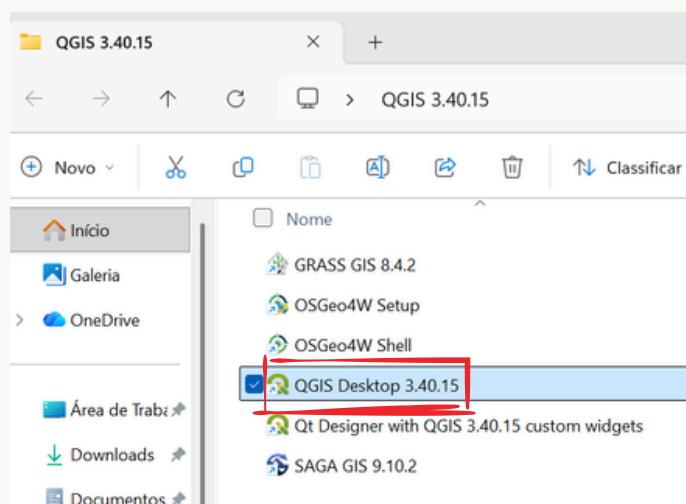 QGIS 3.40.15
QGIS 3.40.15
Novo
Classificar
Início
Galeria
OneDrive
Área de Traba
Downloads
Documentos
Nome
GRASS GIS 8.4.2
OSGeo4W Setup
OSGeo4W Shell
QGIS Desktop 3.40.15
Qt Designer with QGIS 3.40.15 custom widgets
SAGA GIS 9.10.2